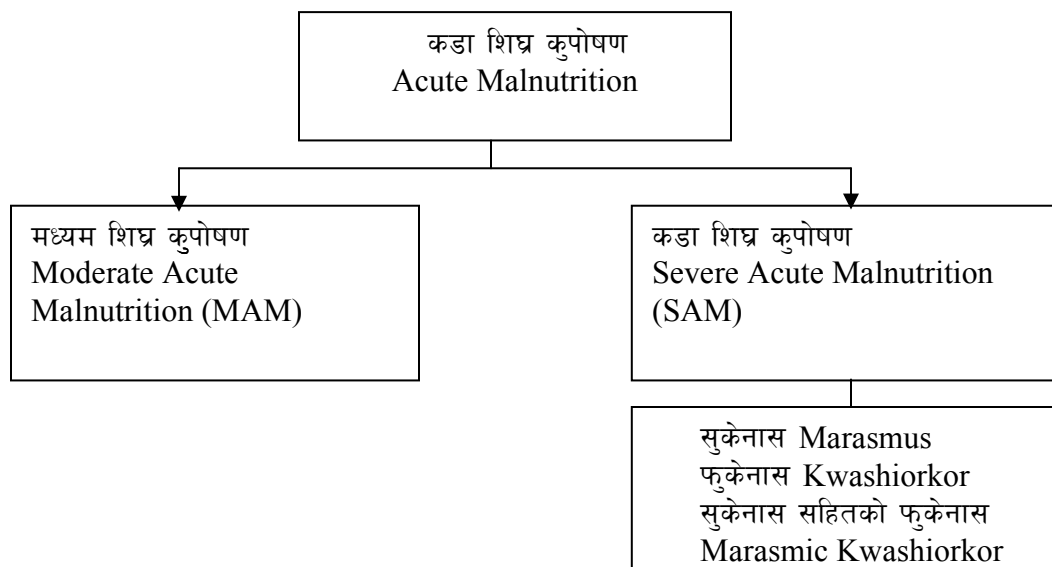 कडा शिघ्र कुपोषण
Acute Malnutrition
मध्यम शिघ्र कुपोषण
Moderate Acute
Malnutrition (MAM)
कडा शिघ्र कुपोषण
Severe Acute Malnutrition
(SAM)
सुकेनास Marasmus
फुकेनास Kwashiorkor
सुकेनास सहितको फुकेनास
Marasmic Kwashiorkor